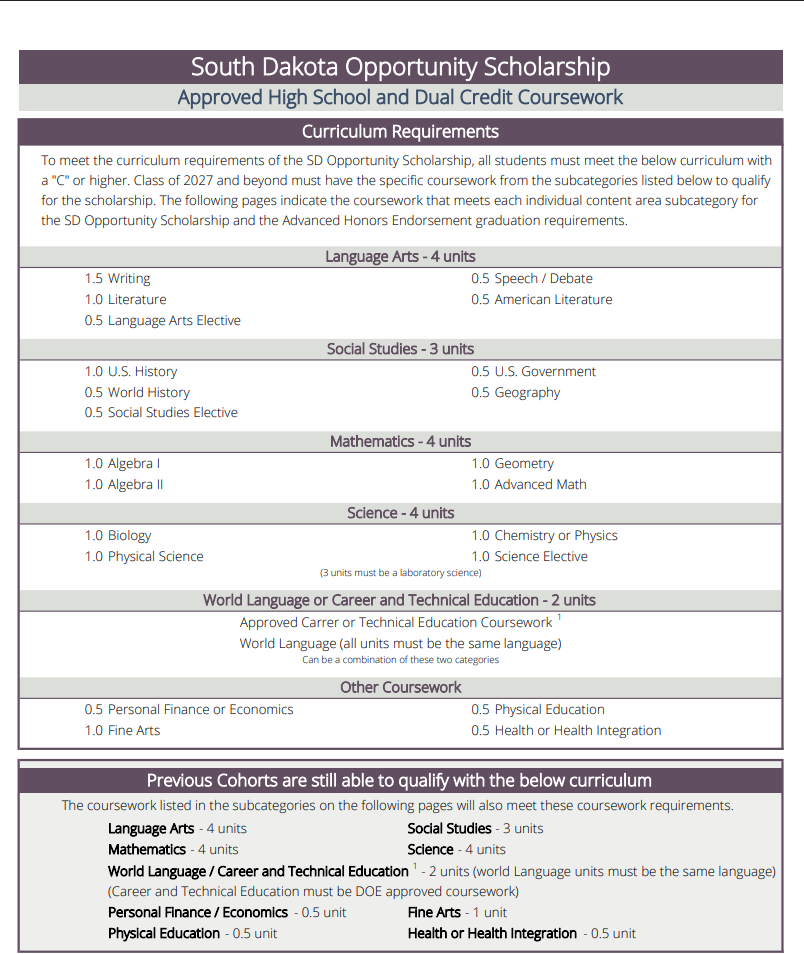 South Dakota Opportunity Scholarship
Approved High School and Dual Credit Coursework
Curriculum Requirements
To meet the curriculum requirements of the SD Opportunity Scholarship, all students must meet the below curriculum with
a "C" or higher. Class of 2027 and beyond must have the specific coursework from the subcategories listed below to qualify
for the scholarship. The following pages indicate the coursework that meets each individual content area subcategory for
the SD Opportunity Scholarship and the Advanced Honors Endorsement graduation requirements.
Language Arts - 4 units
1.5 Writing 0.5 Speech / Debate
1.0 Literature 0.5 American Literature
0.5 Language Arts Elective
Social Studies - 3 units
1.0 U.S. History 0.5 U.S. Government
0.5 World History 0.5 Geography
0.5 Social Studies Elective
Mathematics - 4 units
1.0 Algebra I 1.0 Geometry
1.0 Algebra II 1.0 Advanced Math
Science - 4 units
1.0 Biology 1.0 Chemistry or Physics
1.0 Physical Science 1.0 Science Elective
(3 units must be a laboratory science)
World Language or Career and Technical Education - 2 units
Approved Carrer or Technical Education Coursework 1
World Language (all units must be the same language)
Can be a combination of these two categories
Other Coursework
0.5 Personal Finance or Economics 0.5 Physical Education
1.0 Fine Arts 0.5 Health or Health Integration
Previous Cohorts are still able to qualify with the below curriculum
The coursework listed in the subcategories on the following pages will also meet these coursework requirements.
Language Arts - 4 units Social Studies - 3 units
Mathematics - 4 units Science - 4 units
World Language / Career and Technical Education 1 - 2 units (world Language units must be the same language)
(Career and Technical Education must be DOE approved coursework)
Personal Finance / Economics - 0.5 unit Fine Arts - 1 unit
Physical Education - 0.5 unit Health or Health Integration - 0.5 unit